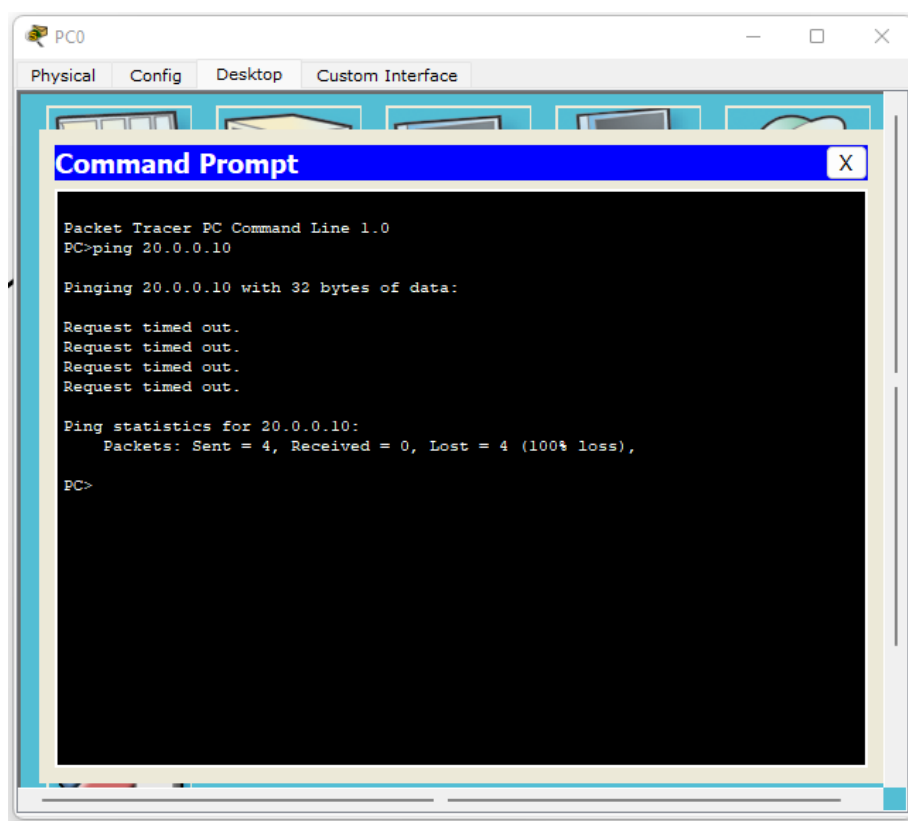 PC0
Physical Config Desktop Custom Interface
Command Prompt
X
Packet Tracer PC Command Line 1.0
PC>ping 20.0.0.10
Pinging 20.0.0.10 with 32 bytes of data:
Request timed out.
Request timed out.
Request timed out.
Request timed out.
Ping statistics for 20.0.0.10:
Packets: Sent = 4, Received = 0, Lost = 4 (100% loss),
PC>